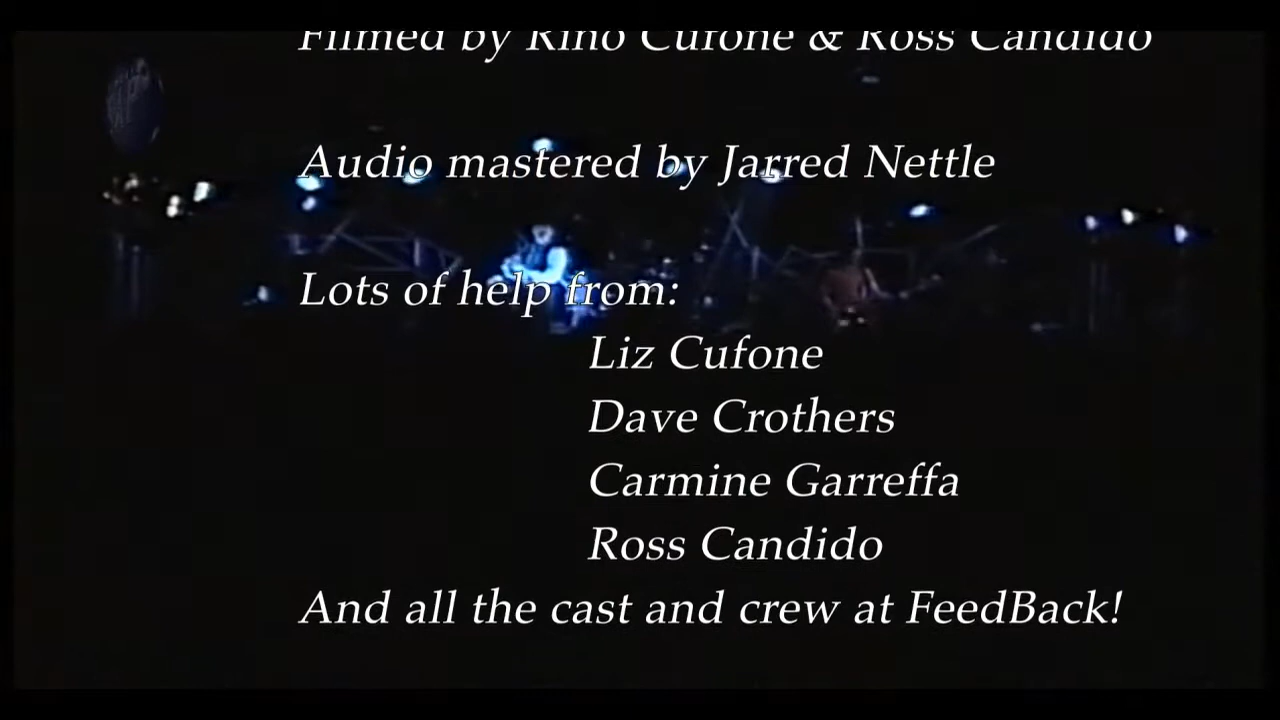 Filmed by Rino Cufone & Ross Candido
Audio mastered by Jarred Nettle
Lots of help from:
Liz Cufone
Dave Crothers
Carmine Garreffa
Ross Candido
And all the cast and crew at FeedBack!